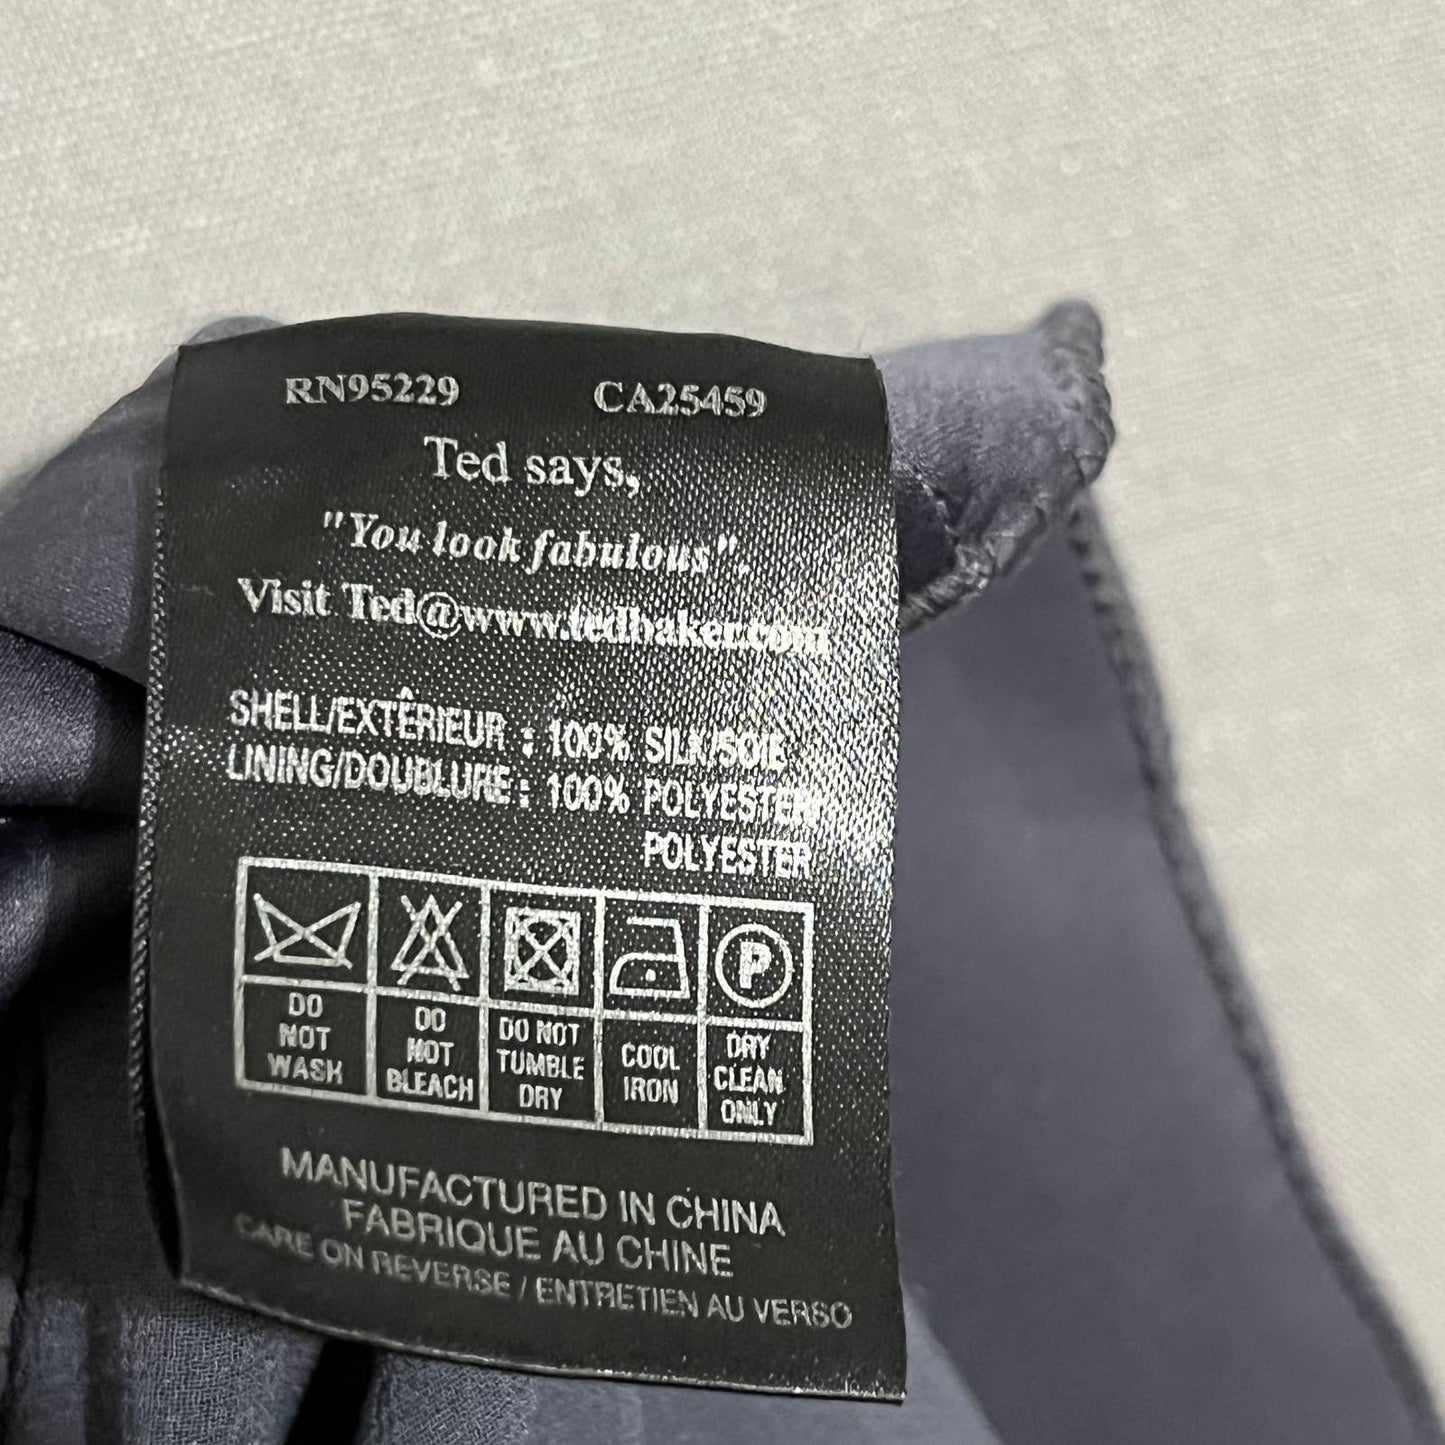 RN95229 CA25459
Ted says,
"You look fabulous".
Visit Ted@www.tedbaker.com
SHELL/EXTÊRIEUR : 100% SILK/SOIE
LINING/DOUBLURE : 100% POLYESTER/
POLYESTER
P
DO NOT WASH
DO NOT BLEACH
DO NOT TUMBLE DRY
COOL IRON
DRY CLEAN ONLY
MANUFACTURED IN CHINA
FABRIQUE AU CHINE
CARE ON REVERSE / ENTRETIEN AU VERSO